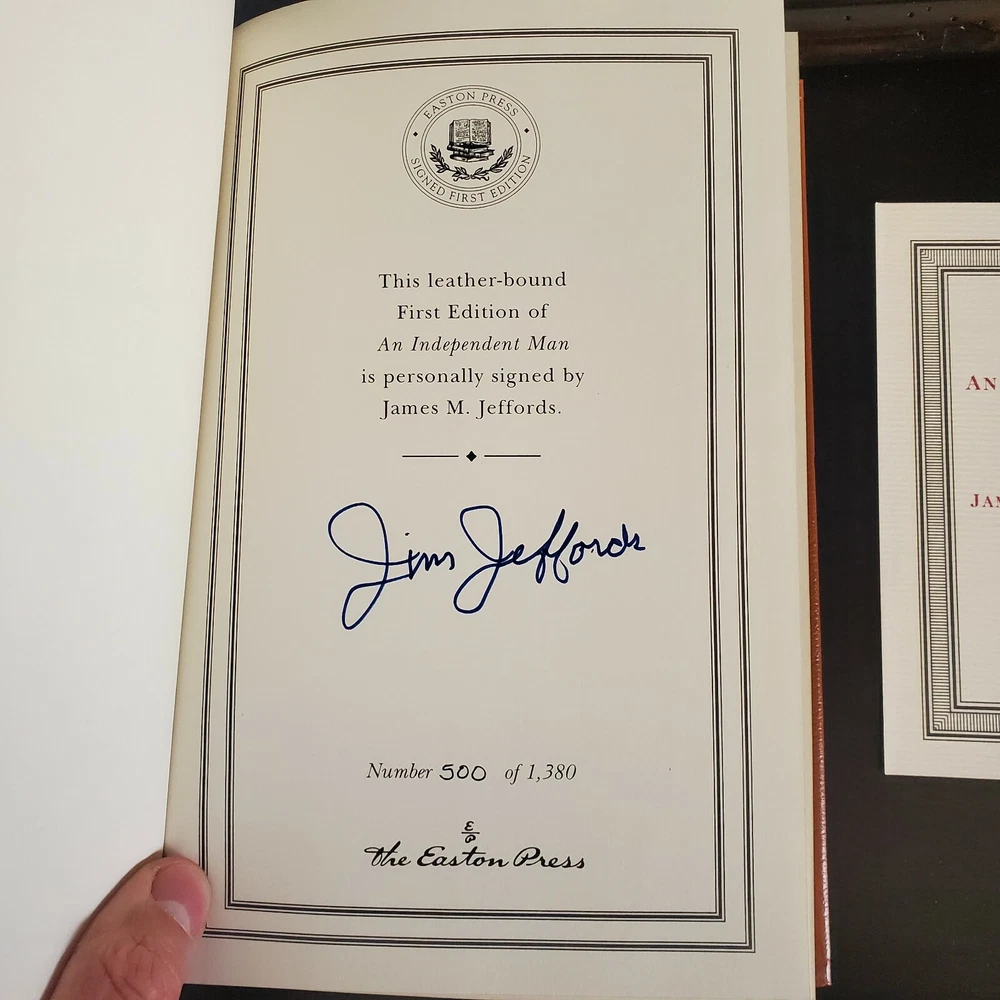 EASTON PRESS
SIGNED FIRST EDITION
This leather-bound
First Edition of
An Independent Man
is personally signed by
James M. Jeffords.
Jim Jeffords
Number 500 of 1,380
E
P
The Easton Press
AN